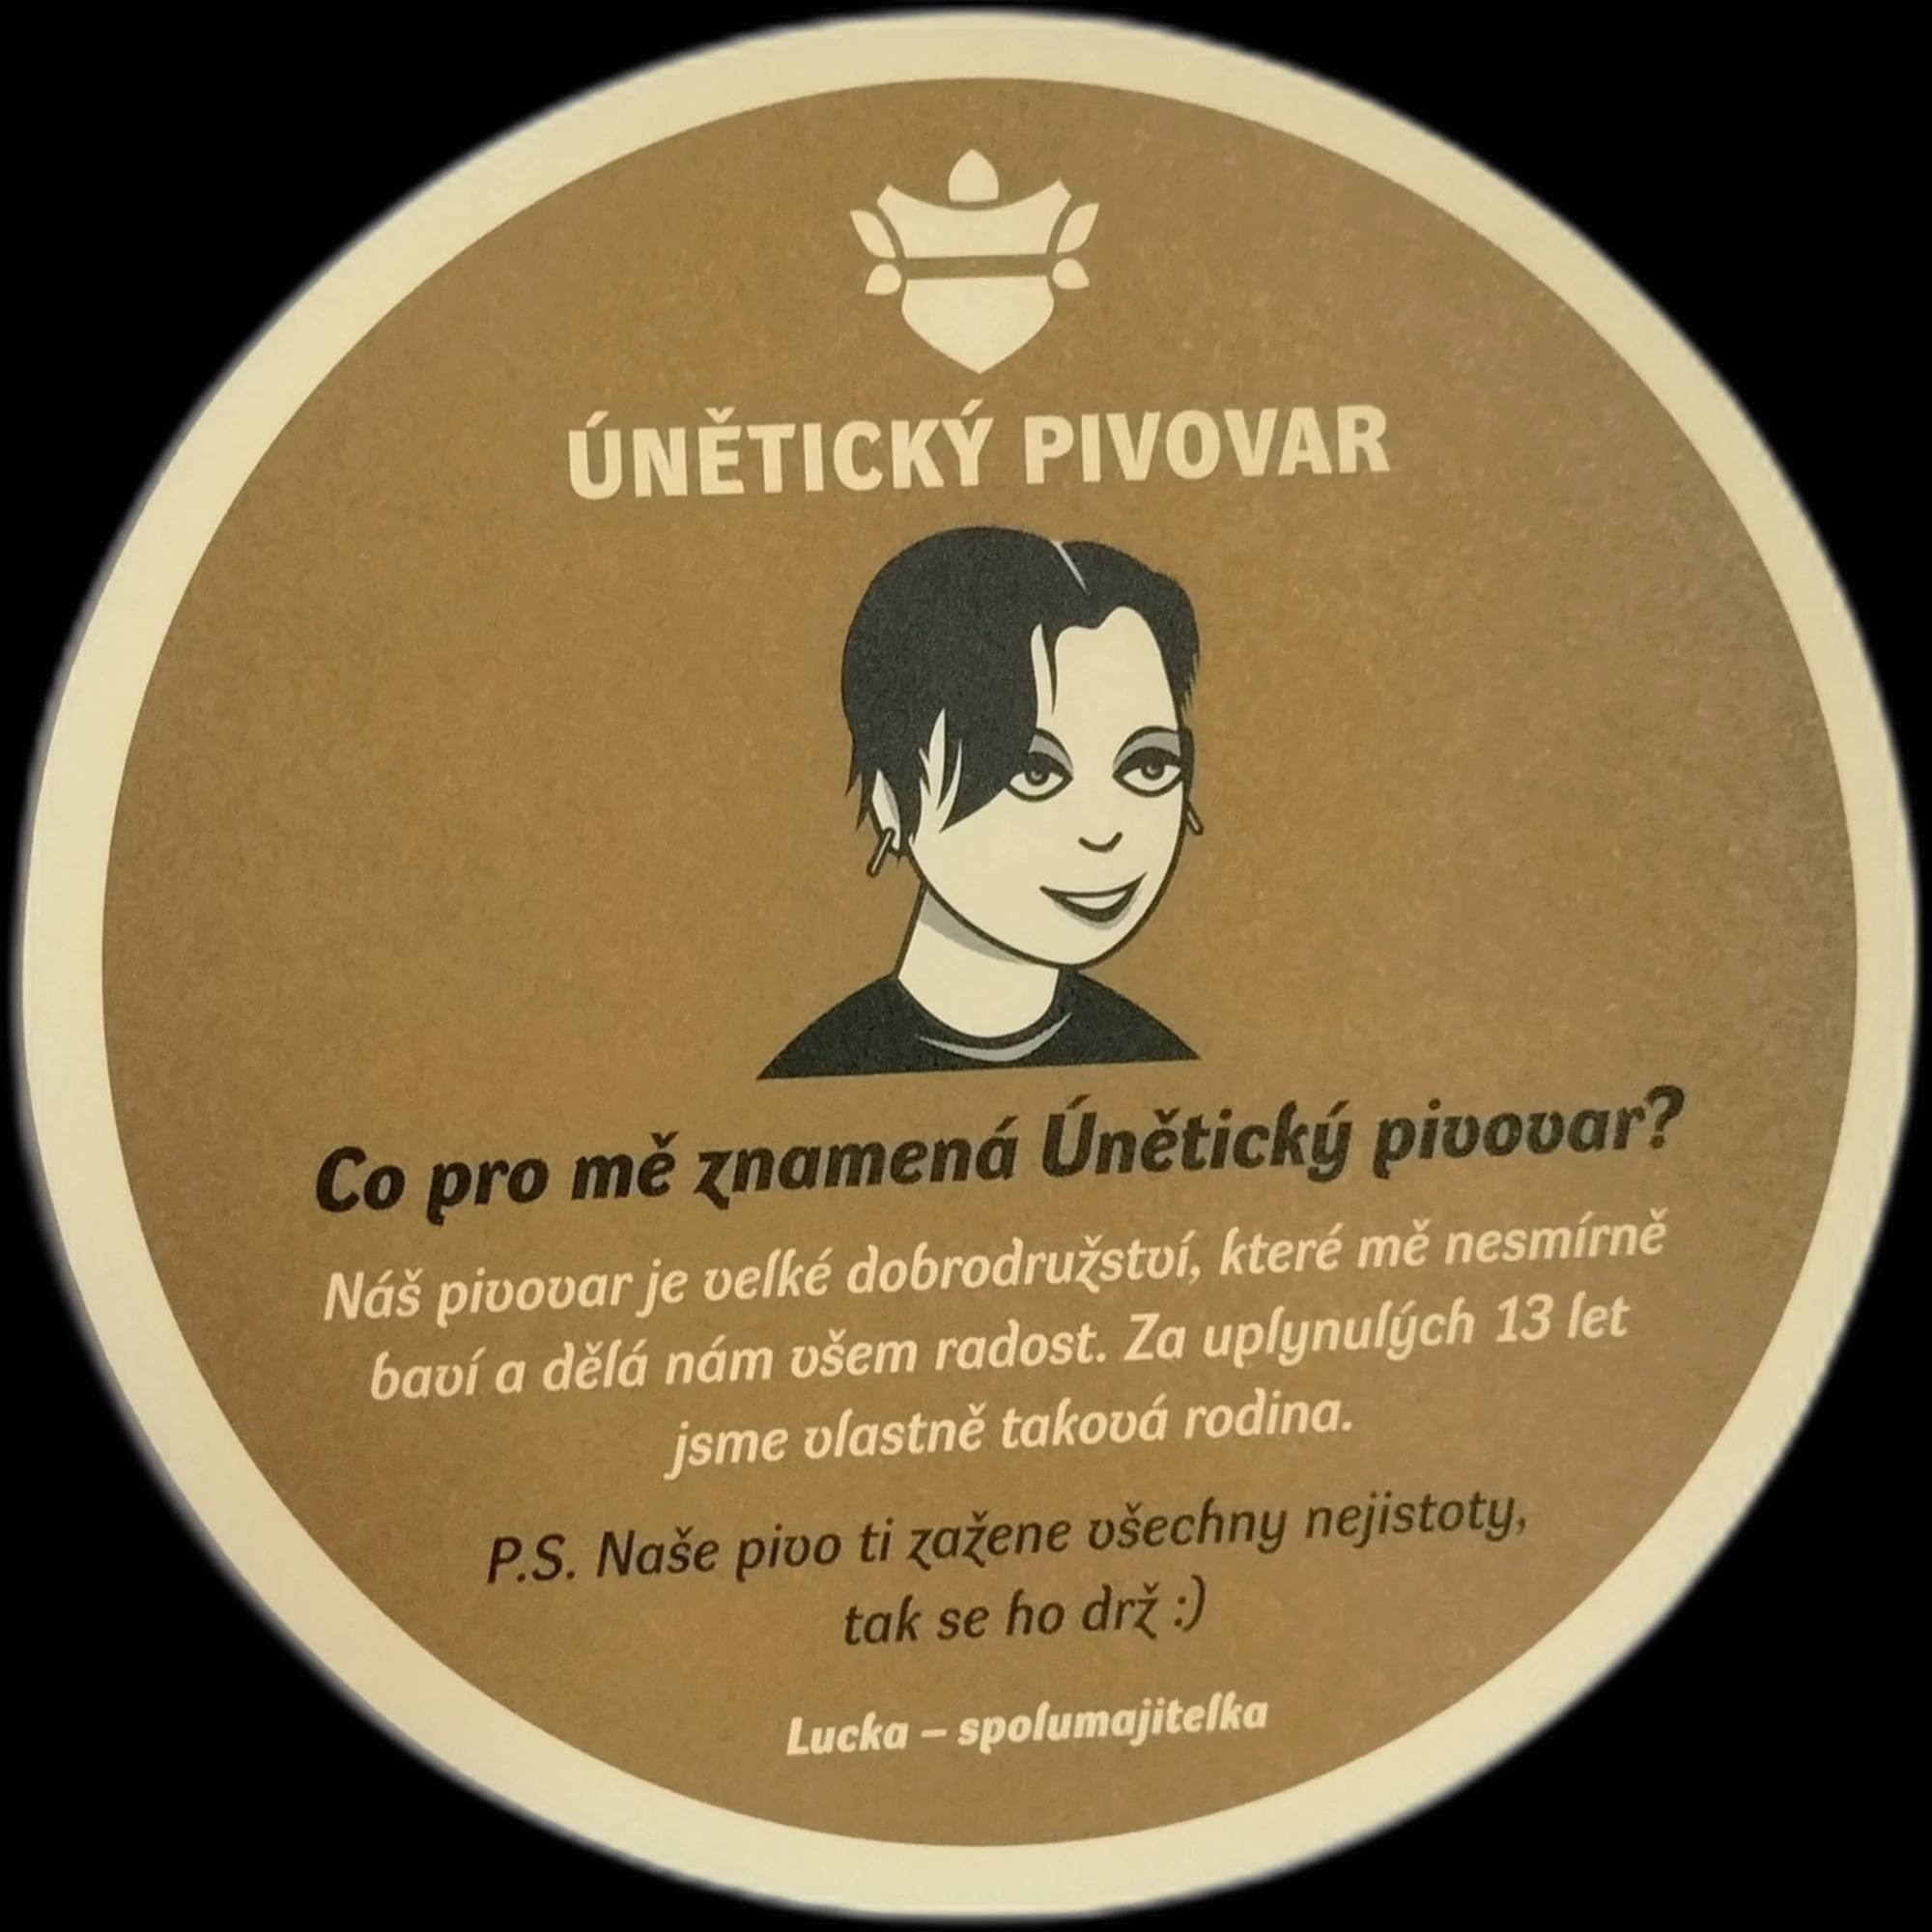 ÚNĚTICKÝ PIVOVAR
Co pro mě znamená Únětický pivovar?
Náš pivovar je velké dobrodružství, které mě nesmírně
baví a dělá nám všem radost. Za uplynulých 13 let
jsme vlastně taková rodina.
P.S. Naše pivo ti zažene všechny nejistoty,
tak se ho drž :)
Lucka – spolumajitelka